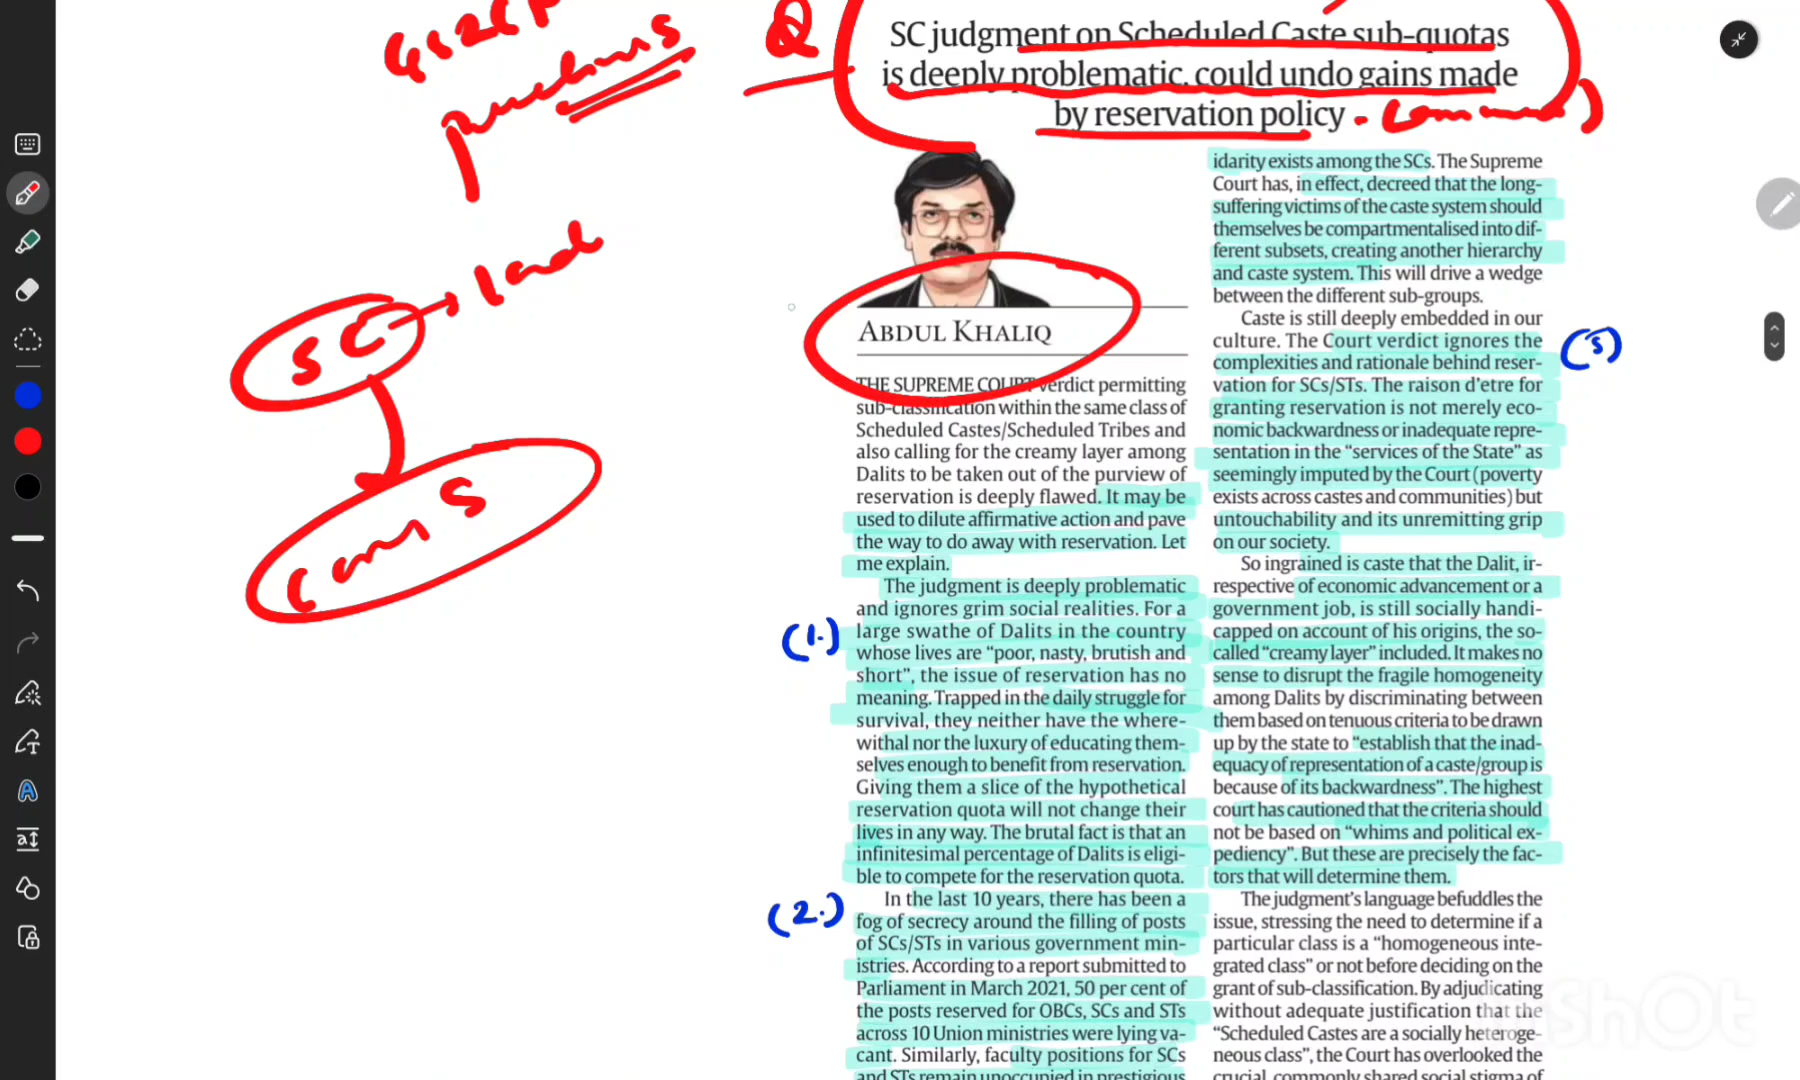 SC judgment on Scheduled Caste sub-quotas
is deeply problematic, could undo gains made
by reservation policy
Q
SC
land
ABDUL KHALIQ
THE SUPREME COURT verdict permitting
sub-classification within the same class of
Scheduled Castes/Scheduled Tribes and
also calling for the creamy layer among
Dalits to be taken out of the purview of
reservation is deeply flawed. It may be
used to dilute affirmative action and pave
the way to do away with reservation. Let
me explain.
(1.)
The judgment is deeply problematic
and ignores grim social realities. For a
large swathe of Dalits in the country
whose lives are “poor, nasty, brutish and
short”, the issue of reservation has no
meaning. Trapped in the daily struggle for
survival, they neither have the where-
withal nor the luxury of educating them-
selves enough to benefit from reservation.
Giving them a slice of the hypothetical
reservation quota will not change their
lives in any way. The brutal fact is that an
infinitesimal percentage of Dalits is eligi-
ble to compete for the reservation quota.
(2.)
In the last 10 years, there has been a
fog of secrecy around the filling of posts
of SCs/STs in various government min-
istries. According to a report submitted to
Parliament in March 2021, 50 per cent of
the posts reserved for OBCs, SCs and STs
across 10 Union ministries were lying va-
cant. Similarly, faculty positions for SCs
and STs remain unoccupied in prestigious
idarity exists among the SCs. The Supreme
Court has, in effect, decreed that the long-
suffering victims of the caste system should
themselves be compartmentalised into dif-
ferent subsets, creating another hierarchy
and caste system. This will drive a wedge
between the different sub-groups.
Caste is still deeply embedded in our
culture. The Court verdict ignores the
complexities and rationale behind reser-
vation for SCs/STs. The raison d'etre for
granting reservation is not merely eco-
nomic backwardness or inadequate repre-
sentation in the “services of the State” as
seemingly imputed by the Court (poverty
exists across castes and communities) but
untouchability and its unremitting grip
on our society.
(5)
So ingrained is caste that the Dalit, ir-
respective of economic advancement or a
government job, is still socially handi-
capped on account of his origins, the so-
called “creamy layer” included. It makes no
sense to disrupt the fragile homogeneity
among Dalits by discriminating between
them based on tenuous criteria to be drawn
up by the state to “establish that the inad-
equacy of representation of a caste/group is
because of its backwardness”. The highest
court has cautioned that the criteria should
not be based on “whims and political ex-
pediency”. But these are precisely the fac-
tors that will determine them.
The judgment's language befuddles the
issue, stressing the need to determine if a
particular class is a “homogeneous inte-
grated class” or not before deciding on the
grant of sub-classification. By adjudicating
without adequate justification that the
“Scheduled Castes are a socially heteroge-
neous class”, the Court has overlooked the
crucial, commonly shared social stigma of